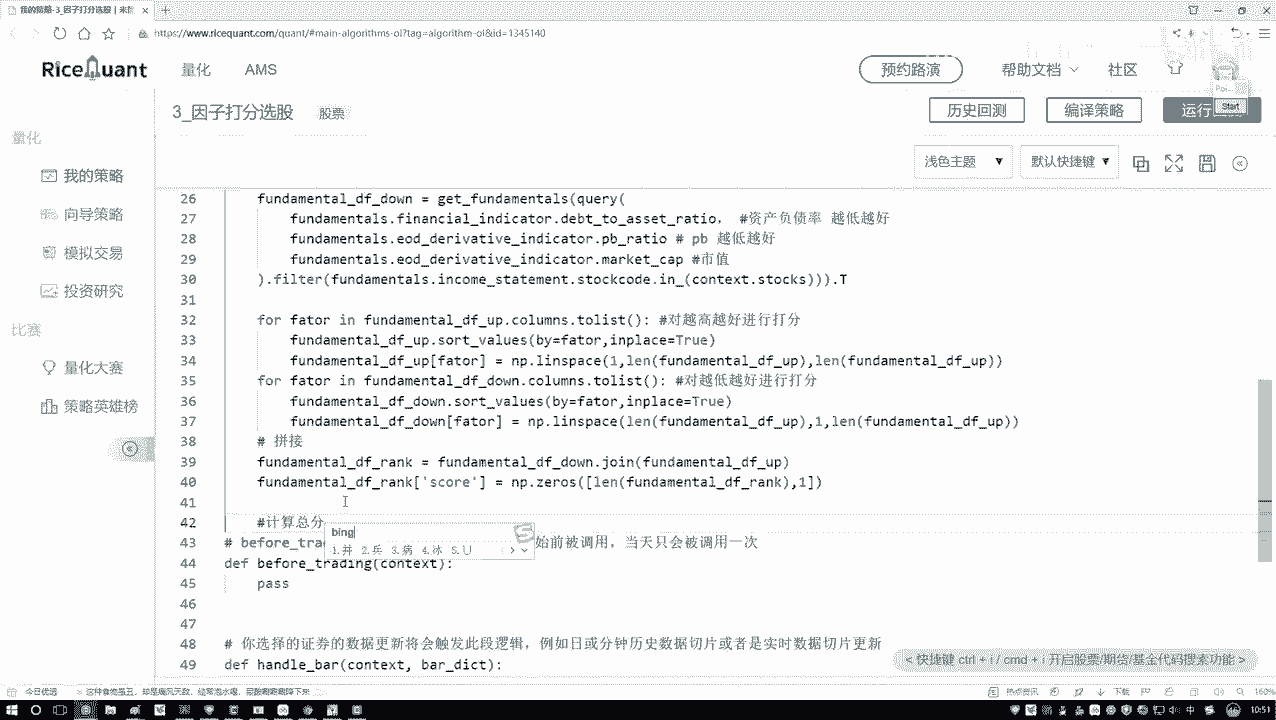 我的策略-3_因子打分选股 | 米筐
https://www.ricequant.com/quant/#main-algorithms-ol?tag=algorithm-ol&id=1345140
RiceQuant
量化
AMS
预约路演
帮助文档
社区
Start
3_因子打分选股
股票
历史回测
编译策略
运行
量化
我的策略
向导策略
模拟交易
投资研究
比赛
量化大赛
策略英雄榜
浅色主题
默认快捷键
26 fundamental_df_down = get_fundamentals(query(
27 fundamentals.financial_indicator.debt_to_asset_ratio， #资产负债率 越低越好
28 fundamentals.eod_derivative_indicator.pb_ratio # pb 越低越好
29 fundamentals.eod_derivative_indicator.market_cap #市值
30 ).filter(fundamentals.income_statement.stockcode.in_(context.stocks))).T
31
32 for fator in fundamental_df_up.columns.tolist(): #对越高越好进行打分
33 fundamental_df_up.sort_values(by=fator,inplace=True)
34 fundamental_df_up[fator] = np.linspace(1,len(fundamental_df_up),len(fundamental_df_up))
35 for fator in fundamental_df_down.columns.tolist(): #对越低越好进行打分
36 fundamental_df_down.sort_values(by=fator,inplace=True)
37 fundamental_df_down[fator] = np.linspace(len(fundamental_df_up),1,len(fundamental_df_up))
38 # 拼接
39 fundamental_df_rank = fundamental_df_down.join(fundamental_df_up)
40 fundamental_df_rank['score'] = np.zeros([len(fundamental_df_rank),1])
41
42 #计算总分
bing
1.并 2.兵 3.病 4.冰 5.U
43 # before_tra 始前被调用，当天只会被调用一次
44 def before_trading(context):
45 pass
46
47
48 # 你选择的证券的数据更新将会触发此段逻辑，例如日或分钟历史数据切片或者是实时数据切片更新
49 def handle_bar(context, bar_dict):
< 快捷键 ctrl + i / cmd + i 开启股票/期货/基金代码搜索功能 >
今日优选
热点资讯
下载
160%
中
10:51